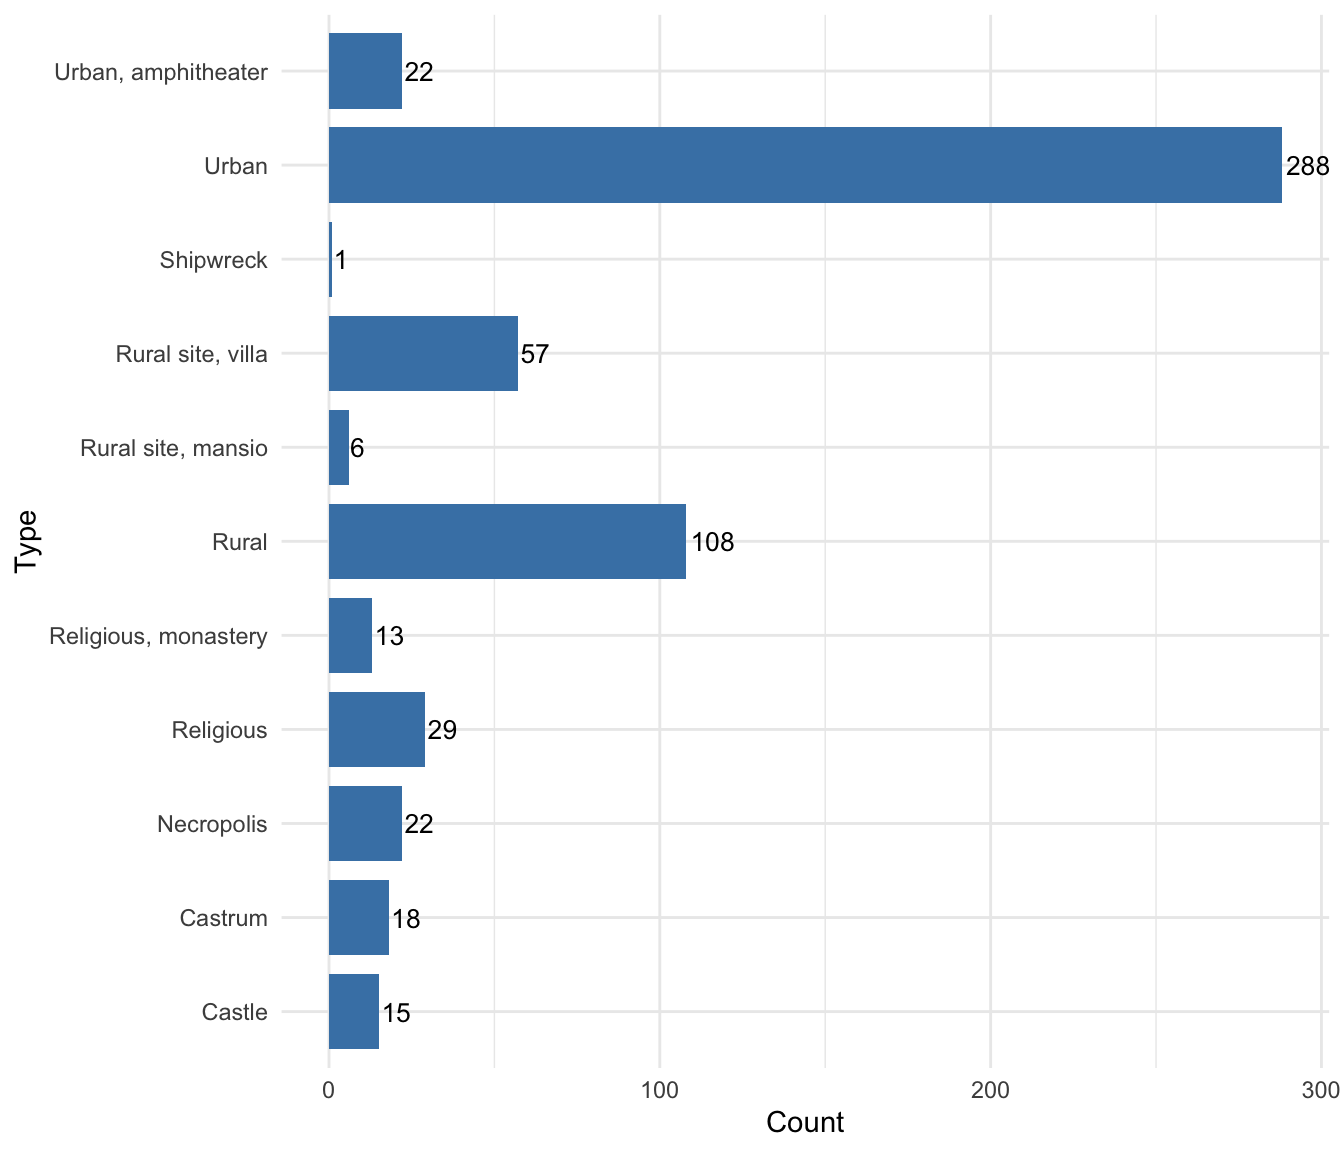 Urban, amphitheater 22
Urban 288
Shipwreck 1
Rural site, villa 57
Rural site, mansio 6
Rural 108
Religious, monastery 13
Religious 29
Necropolis 22
Castrum 18
Castle 15
Type
0 100 200 300
Count